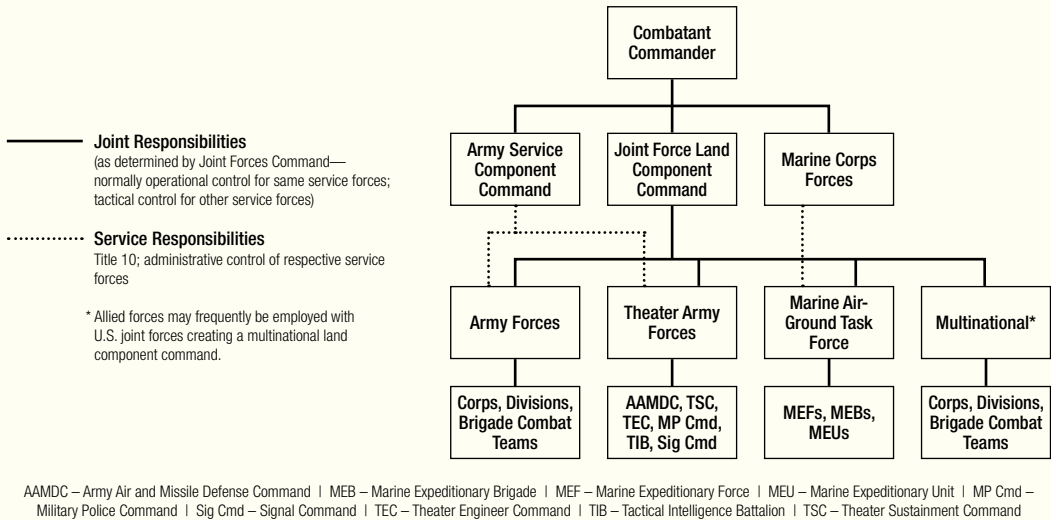 Combatant
Commander
Joint Responsibilities
(as determined by Joint Forces Command—
normally operational control for same service forces;
tactical control for other service forces)
Army Service
Component
Command
Joint Force Land
Component
Command
Marine Corps
Forces
Service Responsibilities
Title 10; administrative control of respective service
forces
* Allied forces may frequently be employed with
U.S. joint forces creating a multinational land
component command.
Army Forces
Theater Army
Forces
Marine Air-
Ground Task
Force
Multinational*
Corps, Divisions,
Brigade Combat
Teams
AAMDC, TSC,
TEC, MP Cmd,
TIB, Sig Cmd
MEFs, MEBs,
MEUs
Corps, Divisions,
Brigade Combat
Teams
AAMDC – Army Air and Missile Defense Command | MEB – Marine Expeditionary Brigade | MEF – Marine Expeditionary Force | MEU – Marine Expeditionary Unit | MP Cmd –
Military Police Command | Sig Cmd – Signal Command | TEC – Theater Engineer Command | TIB – Tactical Intelligence Battalion | TSC – Theater Sustainment Command